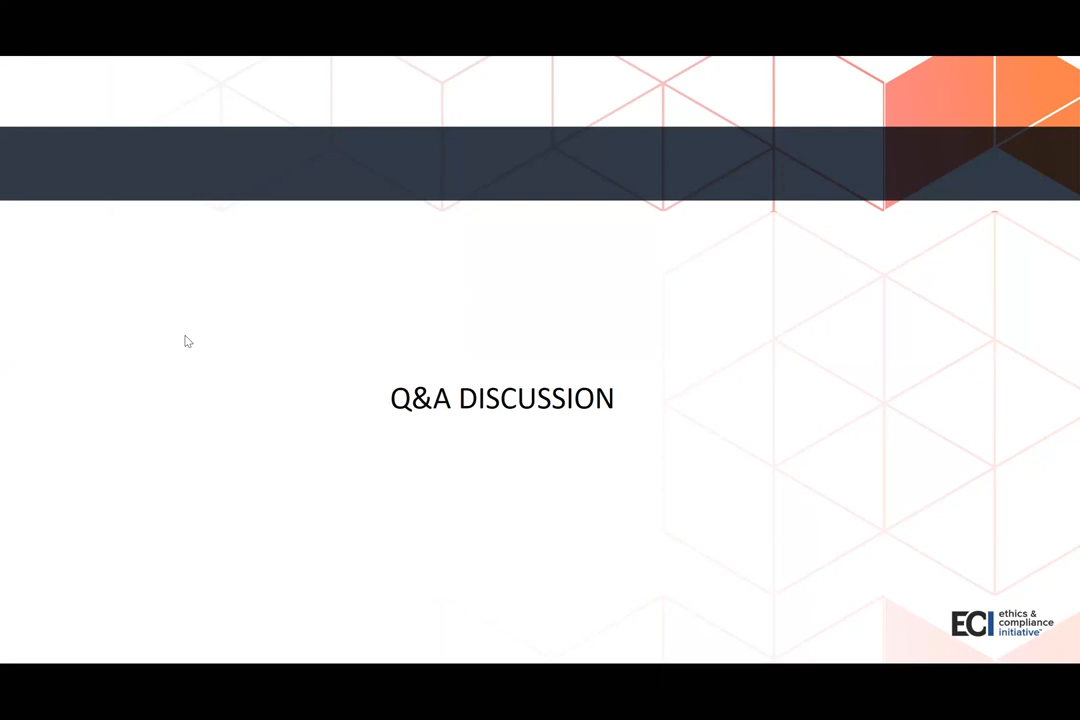 Q&A DISCUSSION
ECI
ethics &
compliance
initiative™